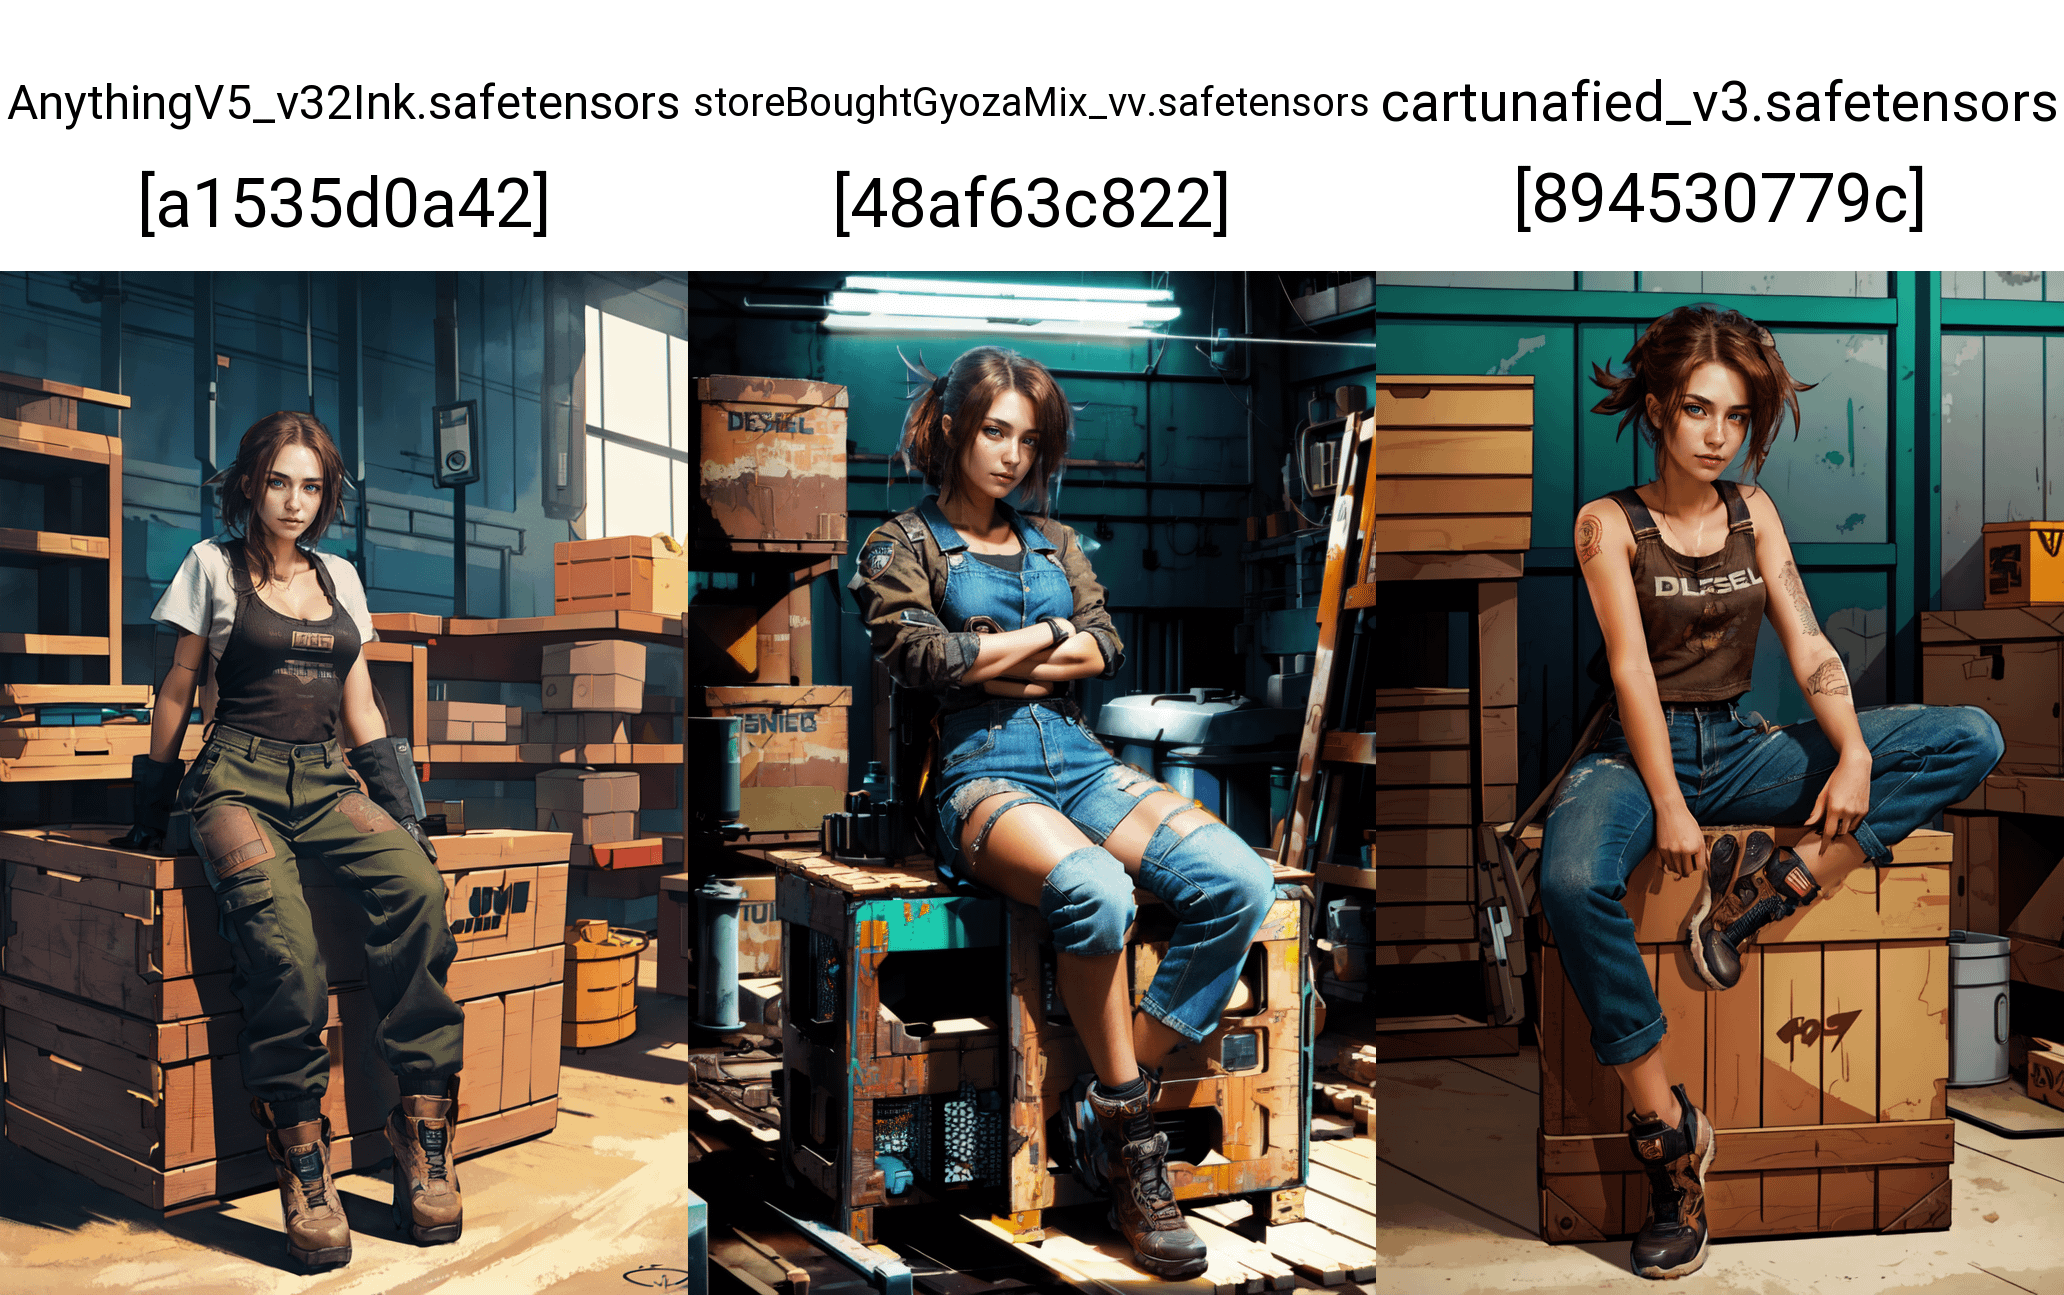 AnythingV5_v32Ink.safetensors
[a1535d0a42]
storeBoughtGyozaMix_vv.safetensors
[48af63c822]
cartunafied_v3.safetensors
[894530779c]
DESIEL
DLESEL